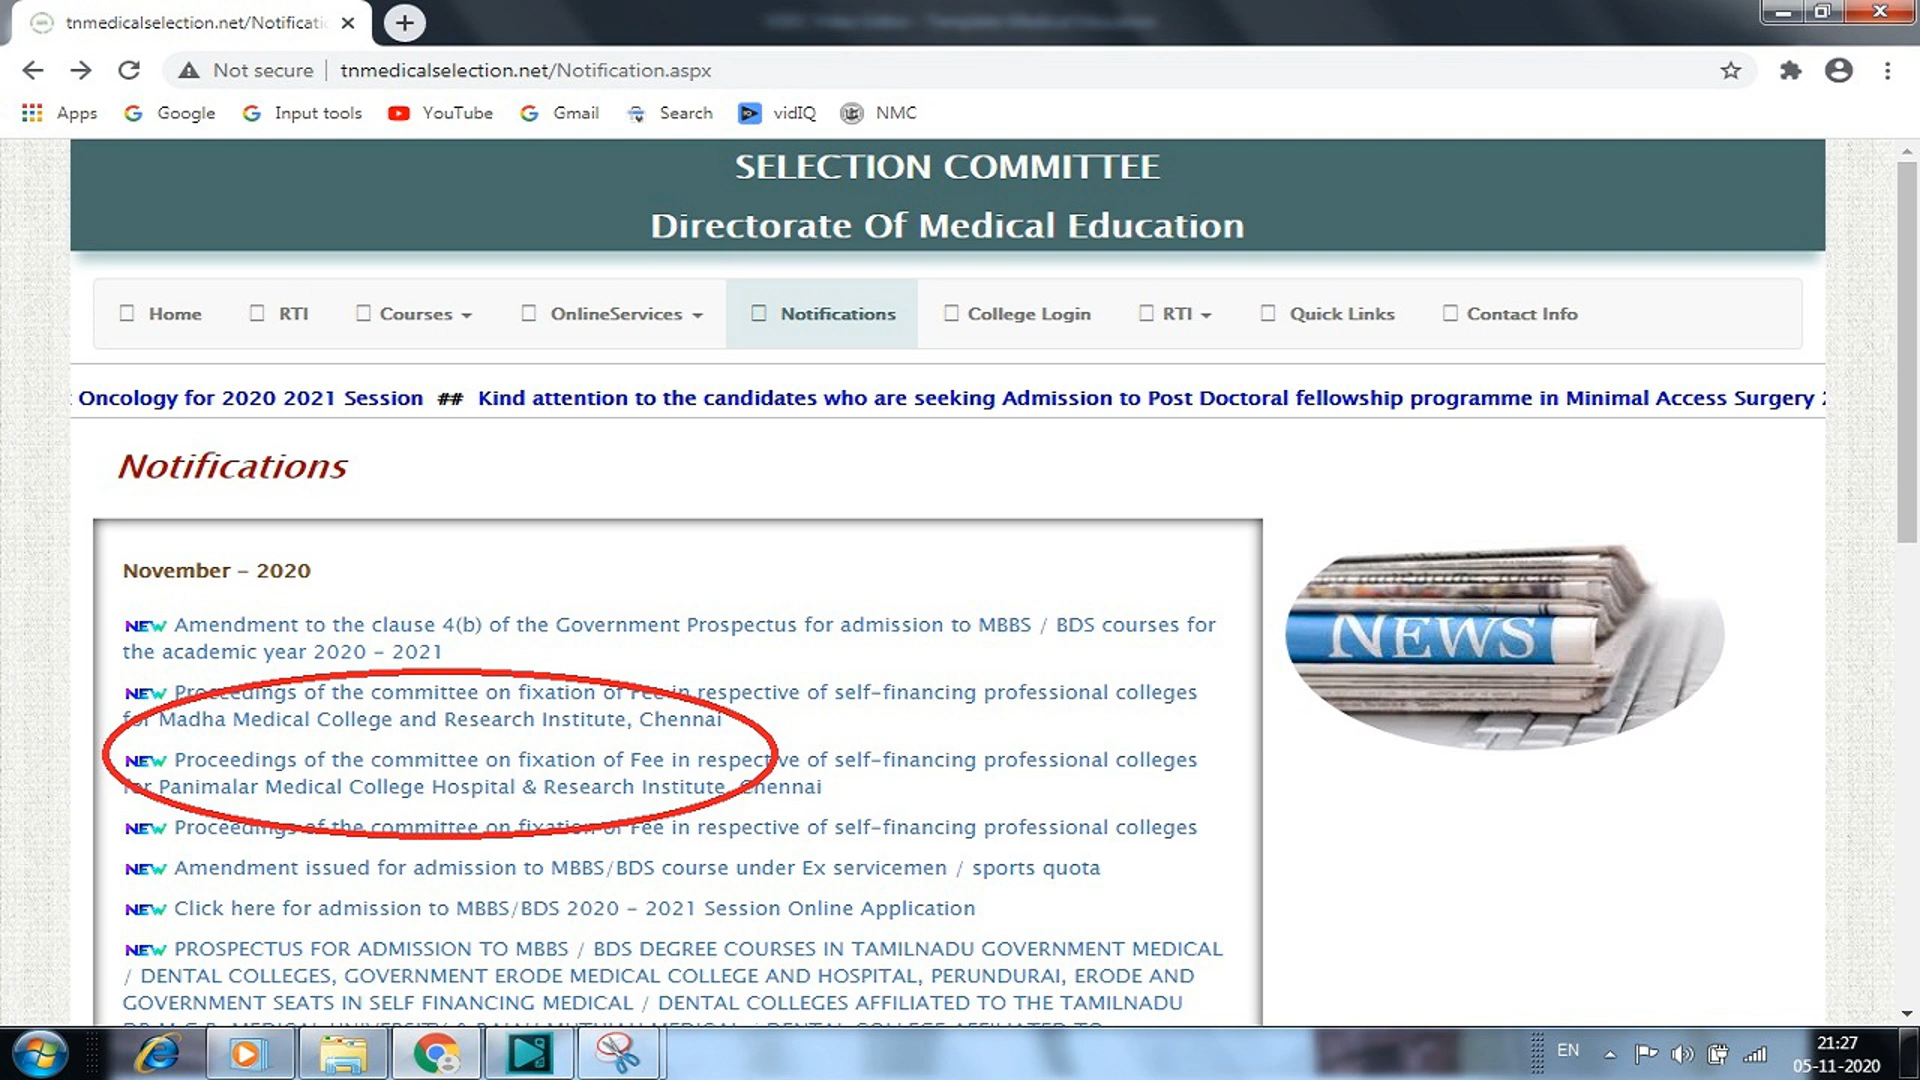 tnmedicalselection.net/Notificati
Not secure | tnmedicalselection.net/Notification.aspx
Apps Google Input tools YouTube Gmail Search vidIQ NMC
SELECTION COMMITTEE
Directorate Of Medical Education
Home RTI Courses OnlineServices Notifications College Login RTI Quick Links Contact Info
Oncology for 2020 2021 Session ## Kind attention to the candidates who are seeking Admission to Post Doctoral fellowship programme in Minimal Access Surgery
Notifications
November - 2020
NEW Amendment to the clause 4(b) of the Government Prospectus for admission to MBBS / BDS courses for
the academic year 2020 - 2021
NEW Proceedings of the committee on fixation of Fee in respective of self-financing professional colleges
for Madha Medical College and Research Institute, Chennai
NEW Proceedings of the committee on fixation of Fee in respective of self-financing professional colleges
for Panimalar Medical College Hospital & Research Institute, Chennai
NEW Proceedings of the committee on fixation of Fee in respective of self-financing professional colleges
NEW Amendment issued for admission to MBBS/BDS course under Ex servicemen / sports quota
NEW Click here for admission to MBBS/BDS 2020 - 2021 Session Online Application
NEW PROSPECTUS FOR ADMISSION TO MBBS / BDS DEGREE COURSES IN TAMILNADU GOVERNMENT MEDICAL
/ DENTAL COLLEGES, GOVERNMENT ERODE MEDICAL COLLEGE AND HOSPITAL, PERUNDURAI, ERODE AND
GOVERNMENT SEATS IN SELF FINANCING MEDICAL / DENTAL COLLEGES AFFILIATED TO THE TAMILNADU
NEWS
EN
21:27
05-11-2020